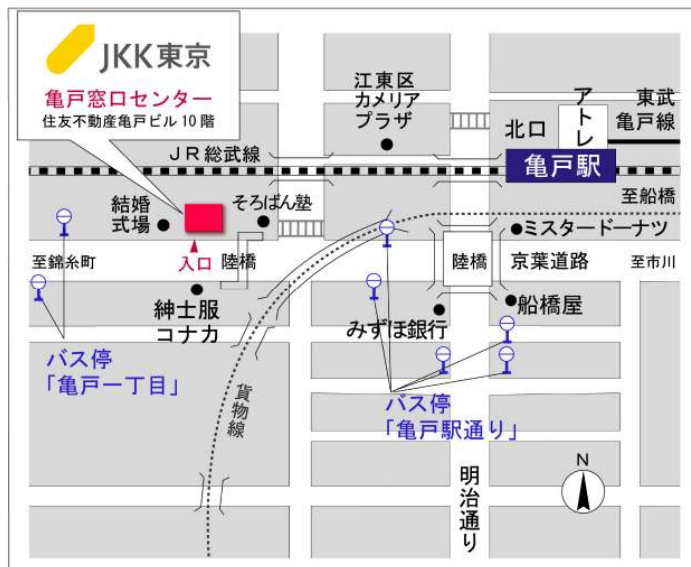 JKK東京
亀戸窓口センター
住友不動産亀戸ビル10階
江東区
カメリア
プラザ
アトレ
東武
亀戸線
北口
JR総武線
亀戸駅
至船橋
結婚
式場
そろばん塾
ミスタードーナツ
至錦糸町
入口
陸橋
陸橋
京葉道路
至市川
紳士服
コナカ
みずほ銀行
船橋屋
バス停
「亀戸一丁目」
貨物線
バス停
「亀戸駅通り」
明治通り
N